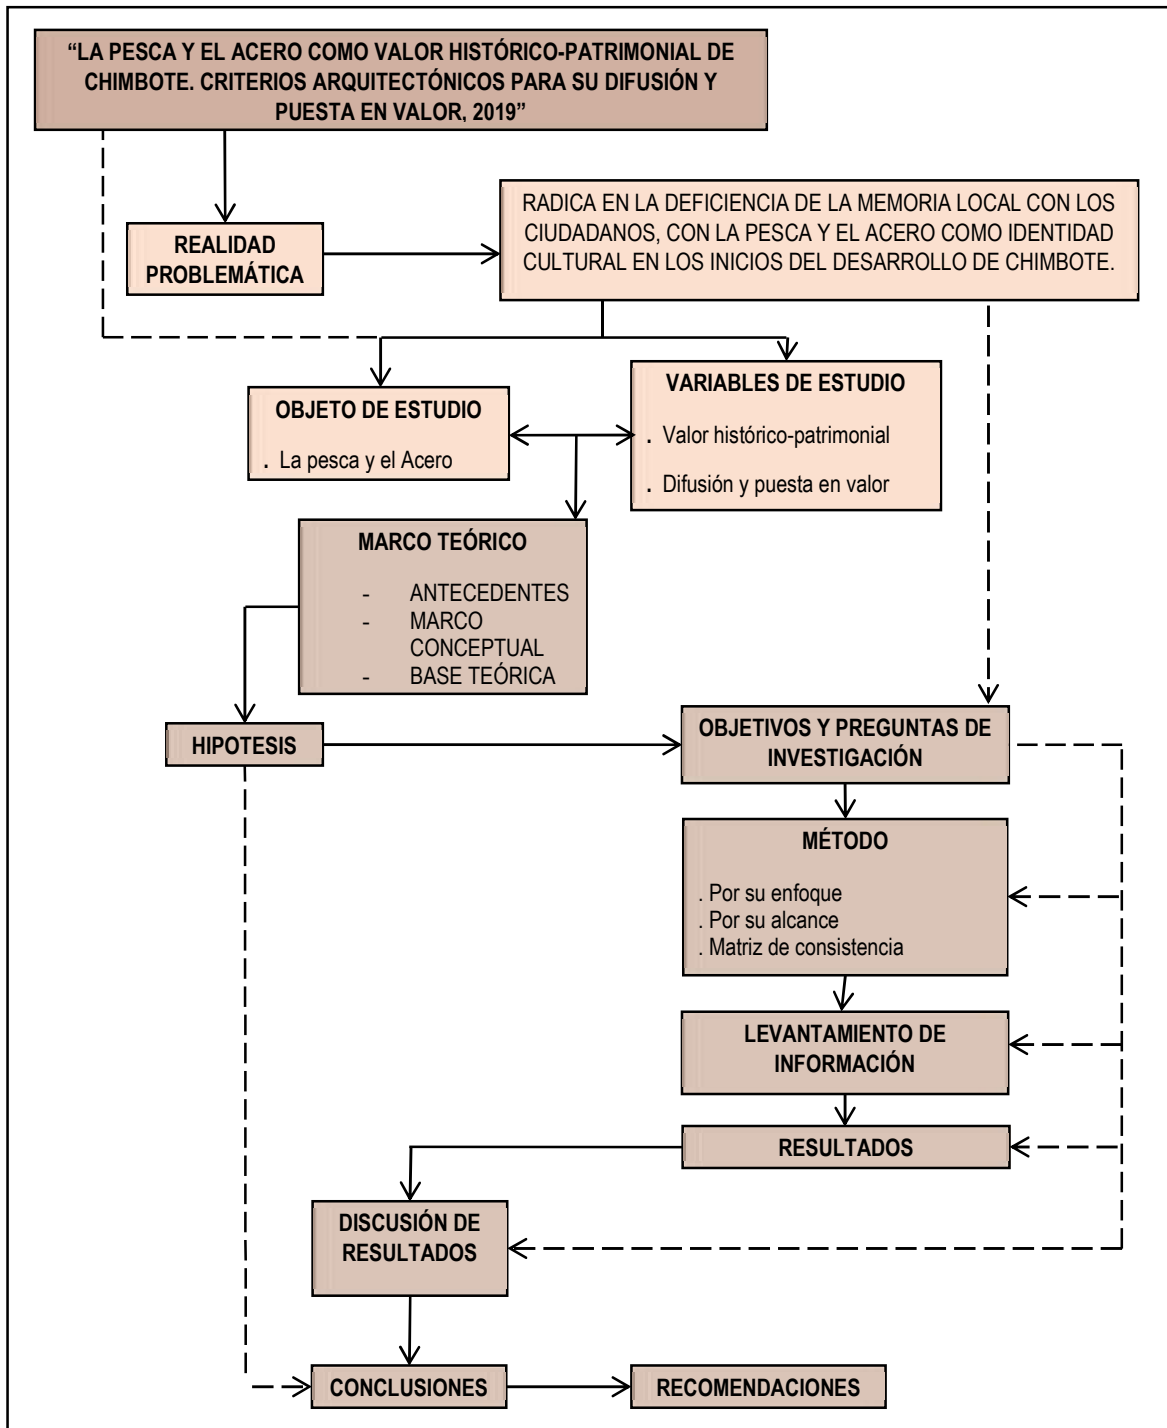 “LA PESCA Y EL ACERO COMO VALOR HISTÓRICO-PATRIMONIAL DE
CHIMBOTE. CRITERIOS ARQUITECTÓNICOS PARA SU DIFUSIÓN Y
PUESTA EN VALOR, 2019”
REALIDAD
PROBLEMÁTICA
RADICA EN LA DEFICIENCIA DE LA MEMORIA LOCAL CON LOS
CIUDADANOS, CON LA PESCA Y EL ACERO COMO IDENTIDAD
CULTURAL EN LOS INICIOS DEL DESARROLLO DE CHIMBOTE.
OBJETO DE ESTUDIO
. La pesca y el Acero
VARIABLES DE ESTUDIO
. Valor histórico-patrimonial
. Difusión y puesta en valor
MARCO TEÓRICO
- ANTECEDENTES
- MARCO
CONCEPTUAL
- BASE TEÓRICA
HIPOTESIS
OBJETIVOS Y PREGUNTAS DE
INVESTIGACIÓN
MÉTODO
. Por su enfoque
. Por su alcance
. Matriz de consistencia
LEVANTAMIENTO DE
INFORMACIÓN
RESULTADOS
DISCUSIÓN DE
RESULTADOS
CONCLUSIONES
RECOMENDACIONES